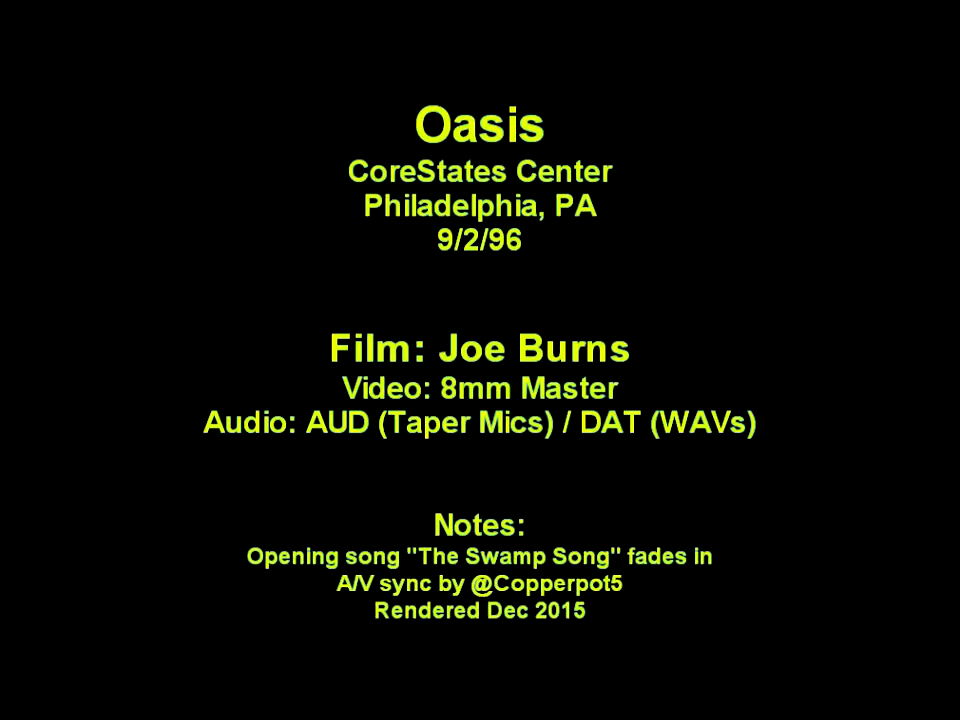 Oasis
CoreStates Center
Philadelphia, PA
9/2/96
Film: Joe Burns
Video: 8mm Master
Audio: AUD (Taper Mics) / DAT (WAVs)
Notes:
Opening song "The Swamp Song" fades in
A/V sync by @Copperpot5
Rendered Dec 2015